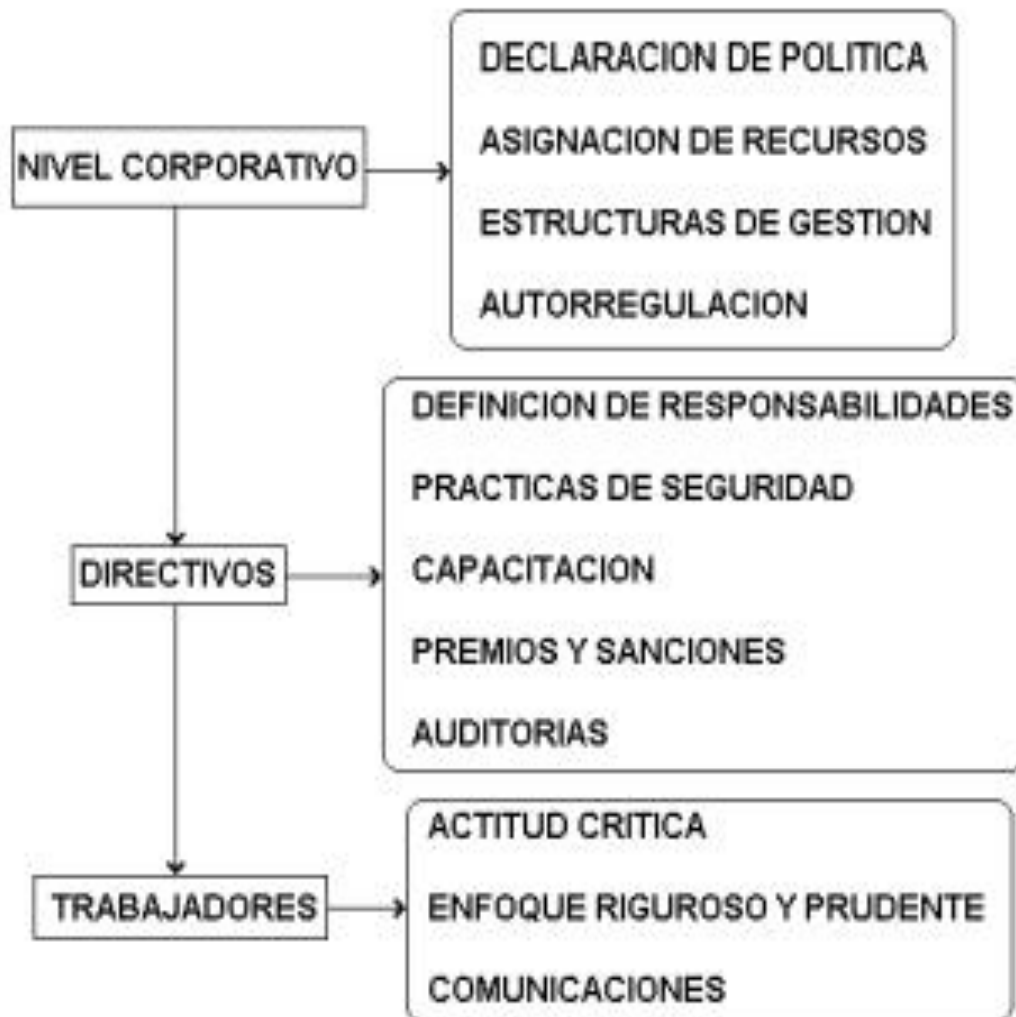 DECLARACION DE POLITICA
ASIGNACION DE RECURSOS
ESTRUCTURAS DE GESTION
AUTORREGULACION
NIVEL CORPORATIVO
DEFINICION DE RESPONSABILIDADES
PRACTICAS DE SEGURIDAD
CAPACITACION
PREMIOS Y SANCIONES
AUDITORIAS
DIRECTIVOS
ACTITUD CRITICA
ENFOQUE RIGUROSO Y PRUDENTE
COMUNICACIONES
TRABAJADORES